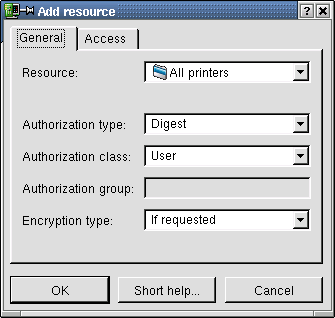 Add resource
General Access
Resource: All printers
Authorization type: Digest
Authorization class: User
Authorization group:
Encryption type: If requested
OK Short help... Cancel